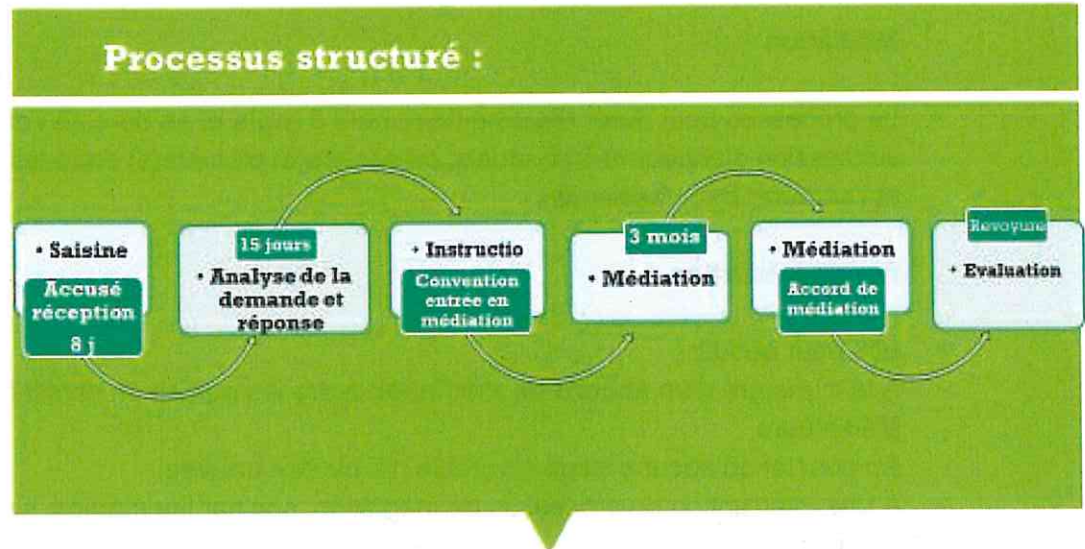 Processus structuré :
• Saisine
Accusé
réception
8 j
15 jours
• Analyse de la
demande et
réponse
• Instructio
Convention
entrée en
médiation
3 mois
• Médiation
• Médiation
Accord de
médiation
Revoyure
• Evaluation